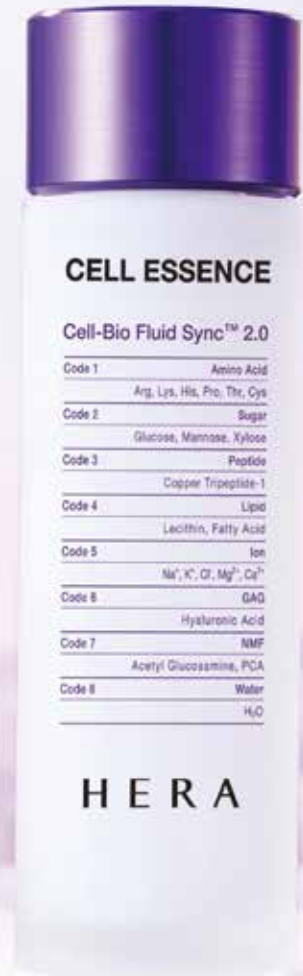 CELL ESSENCE
Cell-Bio Fluid Sync™ 2.0
Code 1 Amino Acid
Arg, Lys, His, Pro, Thr, Cys
Code 2 Sugar
Glucose, Mannose, Xylose
Code 3 Peptide
Copper Tripeptide-1
Code 4 Lipid
Lecithin, Fatty Acid
Code 5 Ion
Na⁺, K⁺, Cl⁻, Mg²⁺, Ca²⁺
Code 6 GAG
Hyaluronic Acid
Code 7 NMF
Acetyl Glucosamine, PCA
Code 8 Water
H₂O
HERA